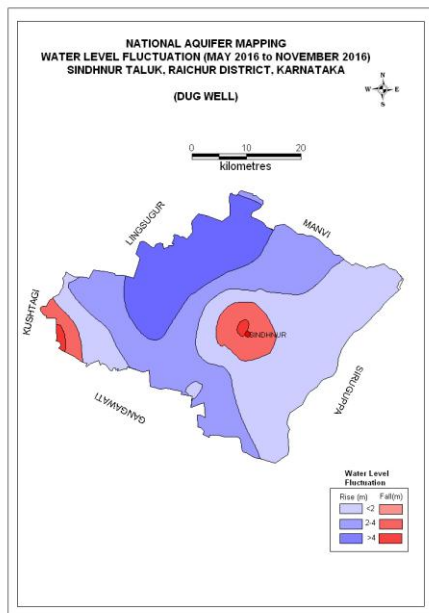 NATIONAL AQUIFER MAPPING
WATER LEVEL FLUCTUATION (MAY 2016 to NOVEMBER 2016)
SINDHNUR TALUK, RAICHUR DISTRICT, KARNATAKA
(DUG WELL)
N
W E
S
0 10 20
kilometres
LINGSUGUR
MANVI
KUSHTAGI
SINDHNUR
GANGAWATI
SIRUGUPPA
Water Level
Fluctuation
Rise (m) Fall(m)
<2
2-4
>4